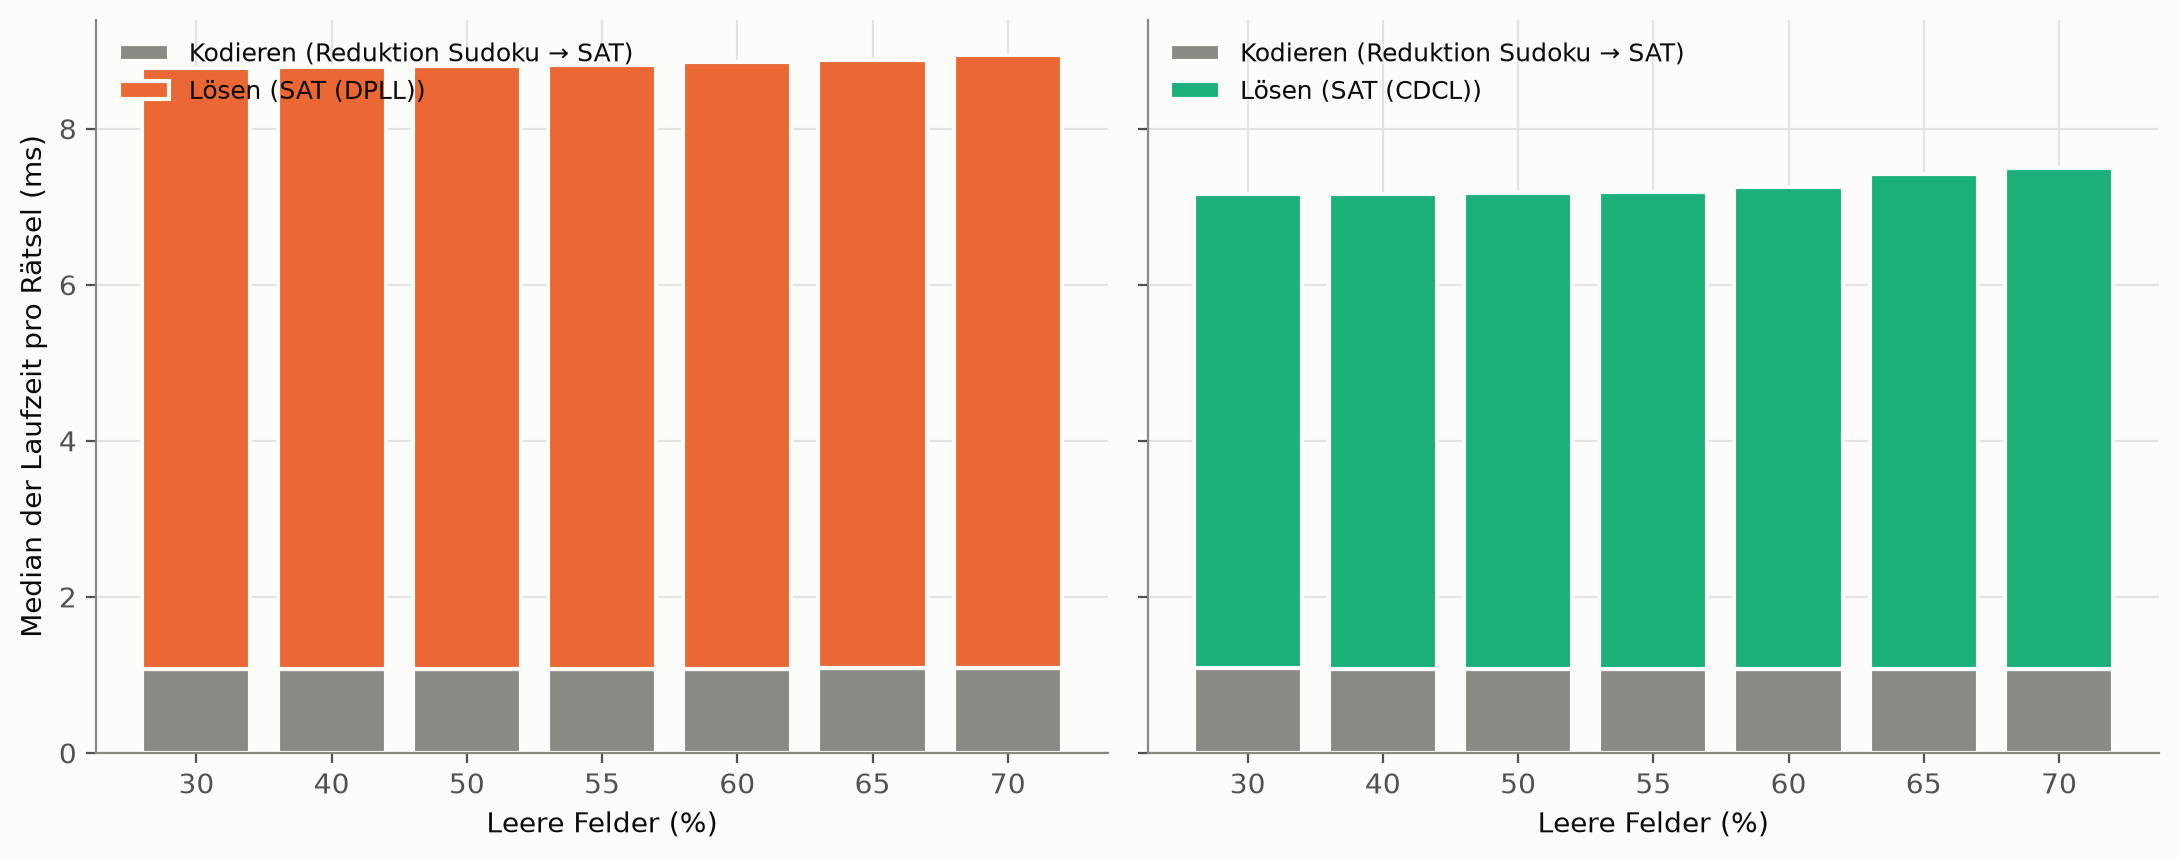 Kodieren (Reduktion Sudoku → SAT)
Lösen (SAT (DPLL))
8
6
4
2
0
Median der Laufzeit pro Rätsel (ms)
30 40 50 55 60 65 70
Leere Felder (%)
Kodieren (Reduktion Sudoku → SAT)
Lösen (SAT (CDCL))
30 40 50 55 60 65 70
Leere Felder (%)